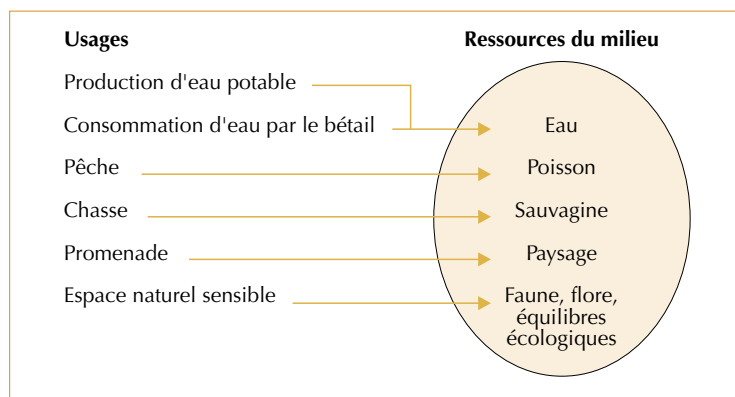 Usages
Ressources du milieu
Production d'eau potable
Consommation d'eau par le bétail
Eau
Pêche
Poisson
Chasse
Sauvagine
Promenade
Paysage
Espace naturel sensible
Faune, flore,
équilibres
écologiques